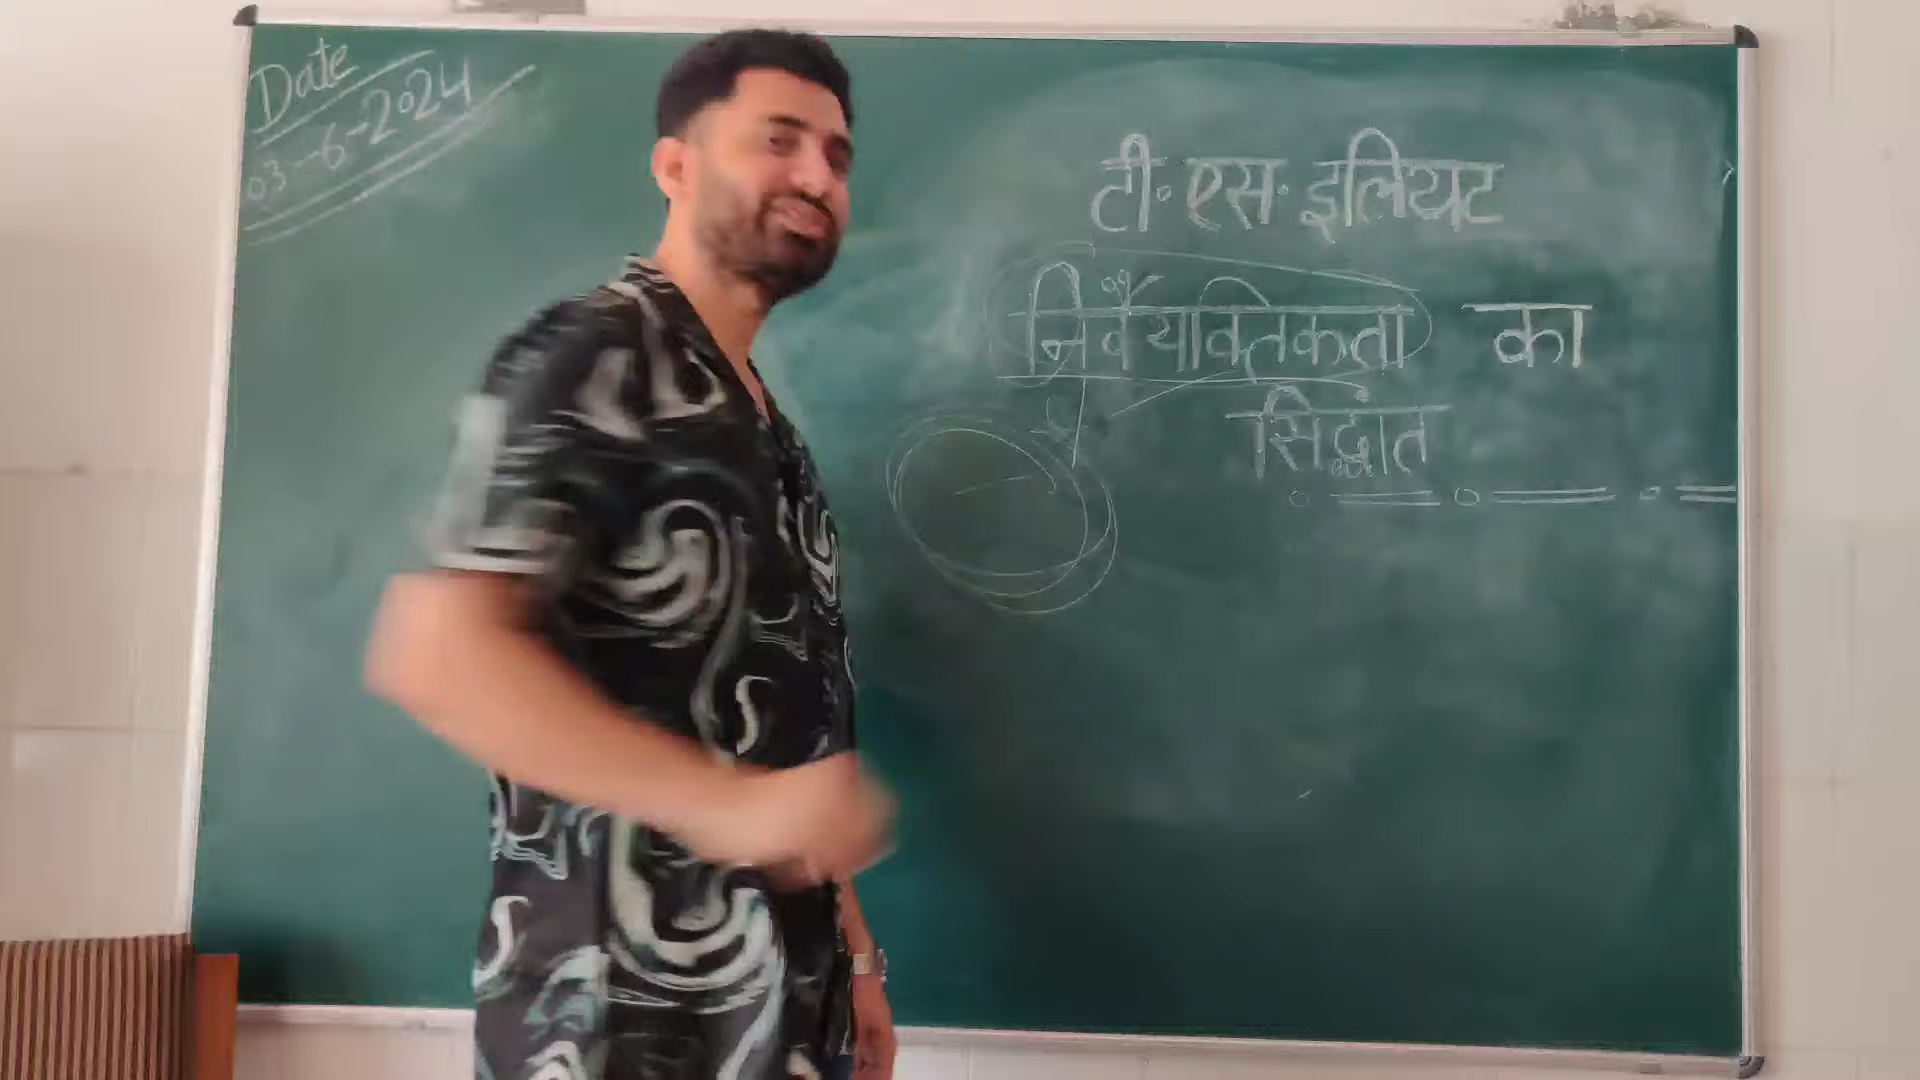 Date
03-6-2024
टी. एस. इलियट
निर्वैयक्तिकता का
सिद्धांत